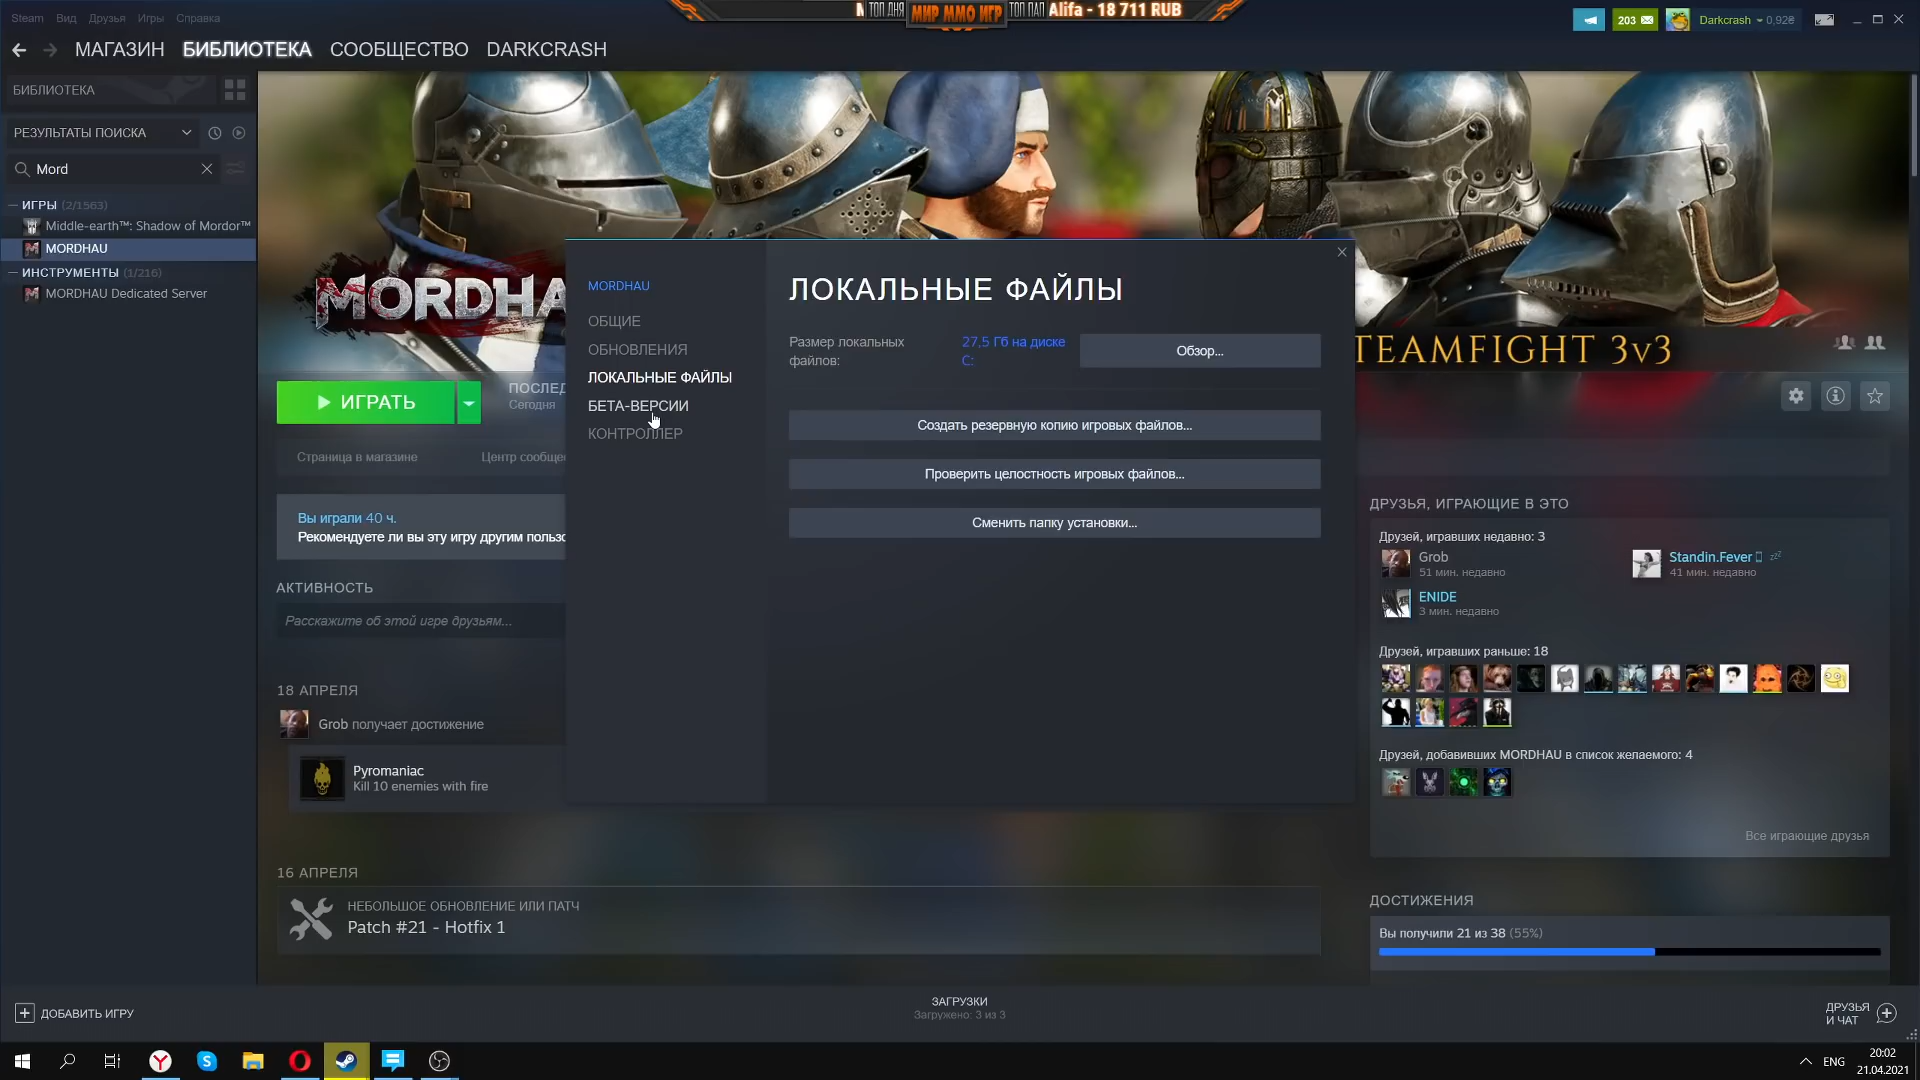 Steam Вид Друзья Игры Справка
ТОП ДНЯ МИР ММО ИГР ТОП ПАП Alifa - 18 711 RUB
203 Darkcrash 0,92₴
МАГАЗИН БИБЛИОТЕКА СООБЩЕСТВО DARKCRASH
БИБЛИОТЕКА
РЕЗУЛЬТАТЫ ПОИСКА
Mord
ИГРЫ (2/1563)
Middle-earth™: Shadow of Mordor™
MORDHAU
ИНСТРУМЕНТЫ (1/216)
MORDHAU Dedicated Server
MORDHA
TEAMFIGHT 3v3
ИГРАТЬ
ПОСЛЕД
Сегодня
Страница в магазине Центр сообще
Вы играли 40 ч.
Рекомендуете ли вы эту игру другим пользо
АКТИВНОСТЬ
Расскажите об этой игре друзьям...
18 АПРЕЛЯ
Grob получает достижение
Pyromaniac
Kill 10 enemies with fire
16 АПРЕЛЯ
НЕБОЛЬШОЕ ОБНОВЛЕНИЕ ИЛИ ПАТЧ
Patch #21 - Hotfix 1
MORDHAU
ОБЩИЕ
ОБНОВЛЕНИЯ
ЛОКАЛЬНЫЕ ФАЙЛЫ
БЕТА-ВЕРСИИ
КОНТРОЛЛЕР
ЛОКАЛЬНЫЕ ФАЙЛЫ
Размер локальных
файлов:
27,5 Гб на диске
C:
Обзор...
Создать резервную копию игровых файлов...
Проверить целостность игровых файлов...
Сменить папку установки...
ДРУЗЬЯ, ИГРАЮЩИЕ В ЭТО
Друзей, игравших недавно: 3
Grob
51 мин. недавно
Standin.Fever zzz
41 мин. недавно
ENIDE
3 мин. недавно
Друзей, игравших раньше: 18
Друзей, добавивших MORDHAU в список желаемого: 4
Все играющие друзья
ДОСТИЖЕНИЯ
Вы получили 21 из 38 (55%)
ДОБАВИТЬ ИГРУ
ЗАГРУЗКИ
Загружено: 3 из 3
ДРУЗЬЯ
И ЧАТ
ENG
20:02
21.04.2021